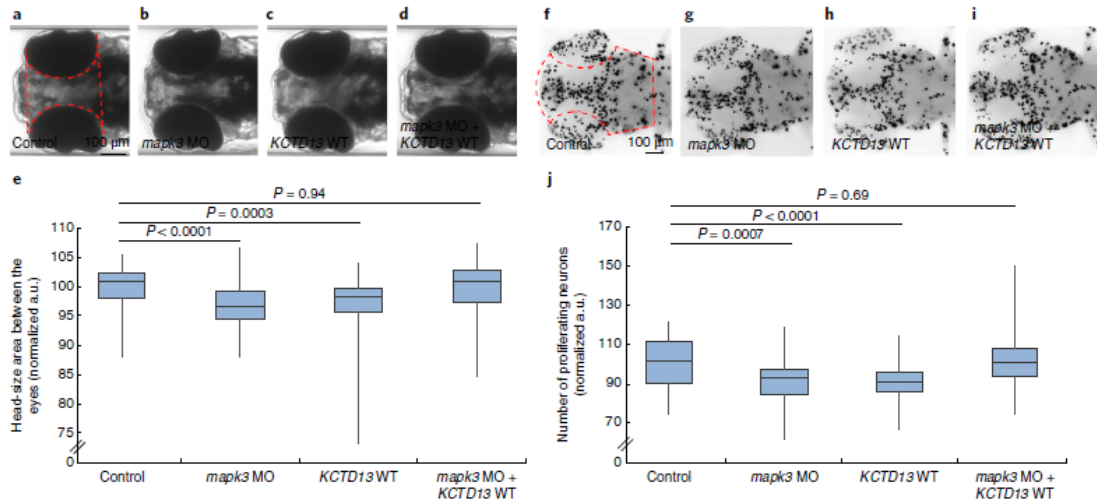 a
b
c
d
Control
100 μm
mapk3 MO
KCTD13 WT
mapk3 MO +
KCTD13 WT
f
g
h
i
Control
100 μm
mapk3 MO
KCTD13 WT
mapk3 MO +
KCTD13 WT
e
P = 0.94
P = 0.0003
P < 0.0001
Head-size area between the
eyes (normalized a.u.)
110
105
100
95
90
85
80
75
0
Control
mapk3 MO
KCTD13 WT
mapk3 MO +
KCTD13 WT
j
P = 0.69
P < 0.0001
P = 0.0007
Number of proliferating neurons
(normalized a.u.)
170
150
130
110
90
70
0
Control
mapk3 MO
KCTD13 WT
mapk3 MO +
KCTD13 WT